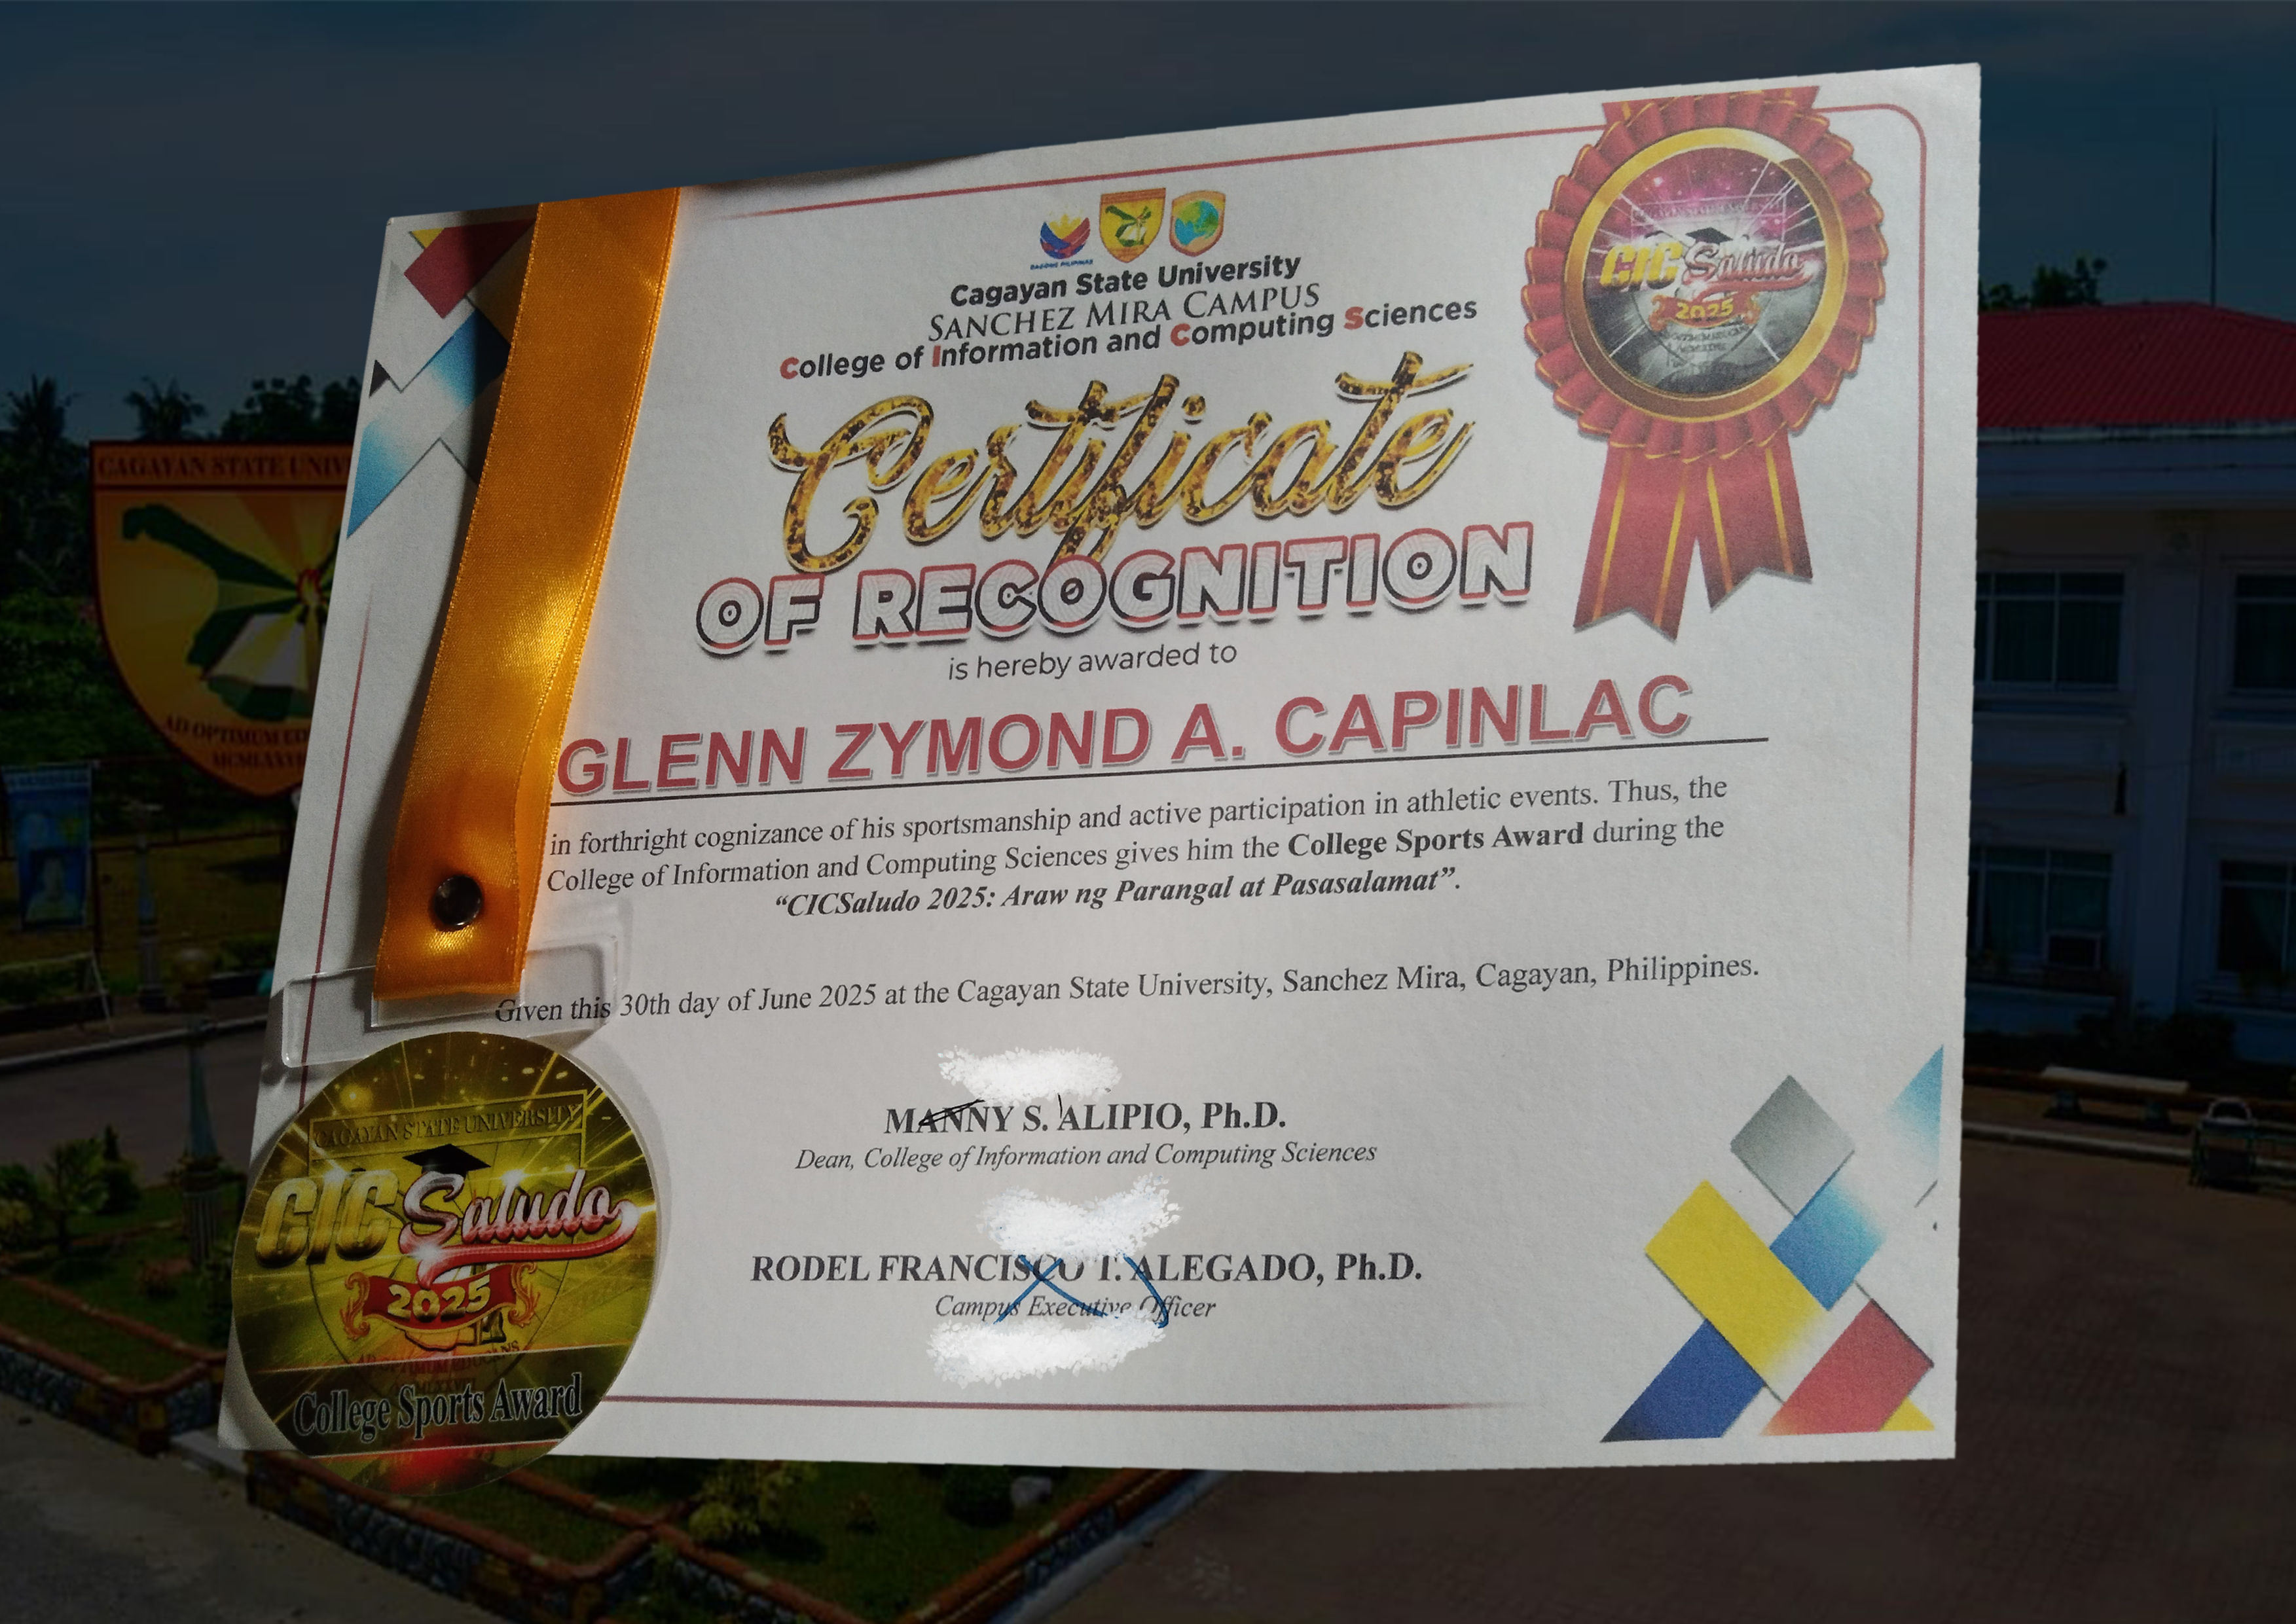 BAGONG PILIPINAS
Cagayan State University
SANCHEZ MIRA CAMPUS
College of Information and Computing Sciences
Certificate
OF RECOGNITION
is hereby awarded to
GLENN ZYMOND A. CAPINLAC
in forthright cognizance of his sportsmanship and active participation in athletic events. Thus, the
College of Information and Computing Sciences gives him the College Sports Award during the
“CICSaludo 2025: Araw ng Parangal at Pasasalamat”.
Given this 30th day of June 2025 at the Cagayan State University, Sanchez Mira, Cagayan, Philippines.
MANNY S. ALIPIO, Ph.D.
Dean, College of Information and Computing Sciences
RODEL FRANCISCO T. ALEGADO, Ph.D.
Campus Executive Officer
CAGAYAN STATE UNIVERSITY
CIC Saludo
2025
CAGAYAN STATE UNIVERSITY
CIC Saludo
2025
College Sports Award
CAGAYAN STATE
AD OPTIMUM